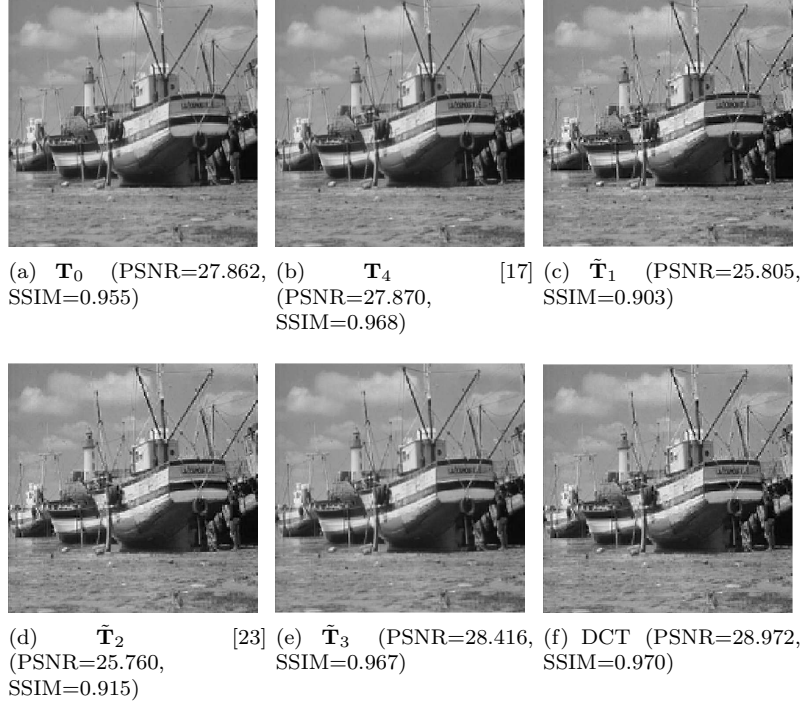 (a) T₀ (PSNR=27.862,
SSIM=0.955)
(b) T₄ [17]
(PSNR=27.870,
SSIM=0.968)
(c) T̃₁ (PSNR=25.805,
SSIM=0.903)
(d) T̃₂ [23]
(PSNR=25.760,
SSIM=0.915)
(e) T̃₃ (PSNR=28.416,
SSIM=0.967)
(f) DCT (PSNR=28.972,
SSIM=0.970)